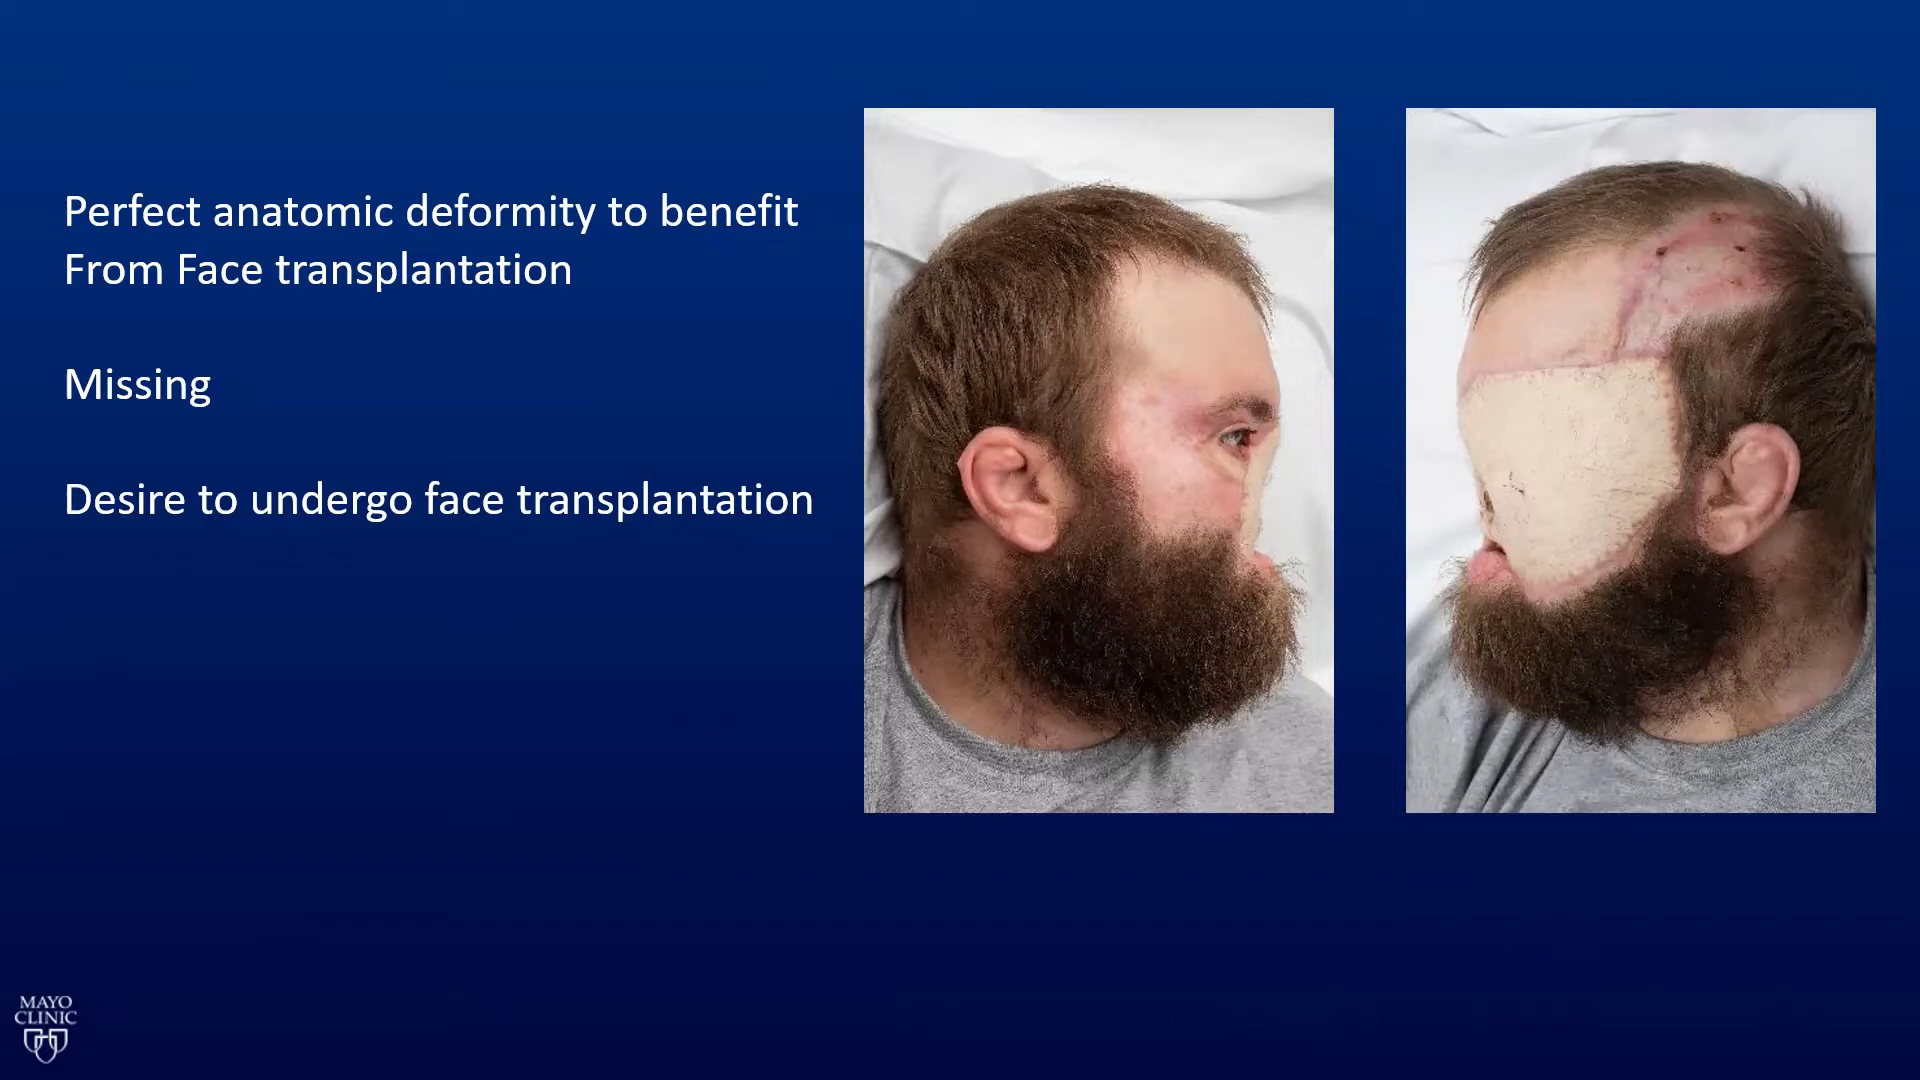 Perfect anatomic deformity to benefit
From Face transplantation
Missing
Desire to undergo face transplantation
MAYO
CLINIC